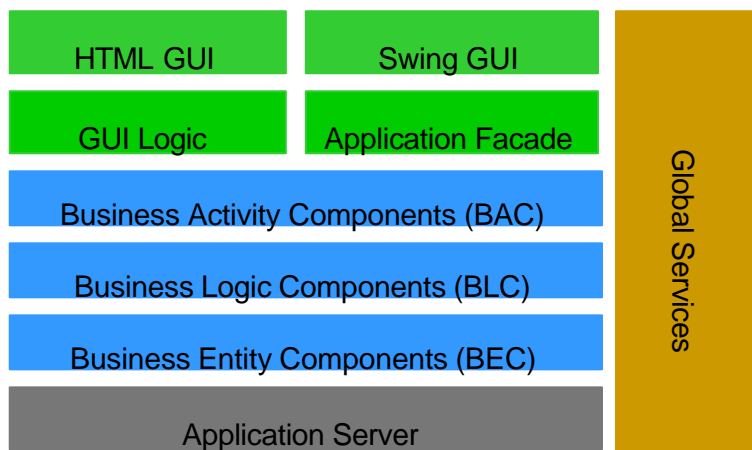 HTML GUI
Swing GUI
GUI Logic
Application Facade
Business Activity Components (BAC)
Business Logic Components (BLC)
Business Entity Components (BEC)
Application Server
Global Services